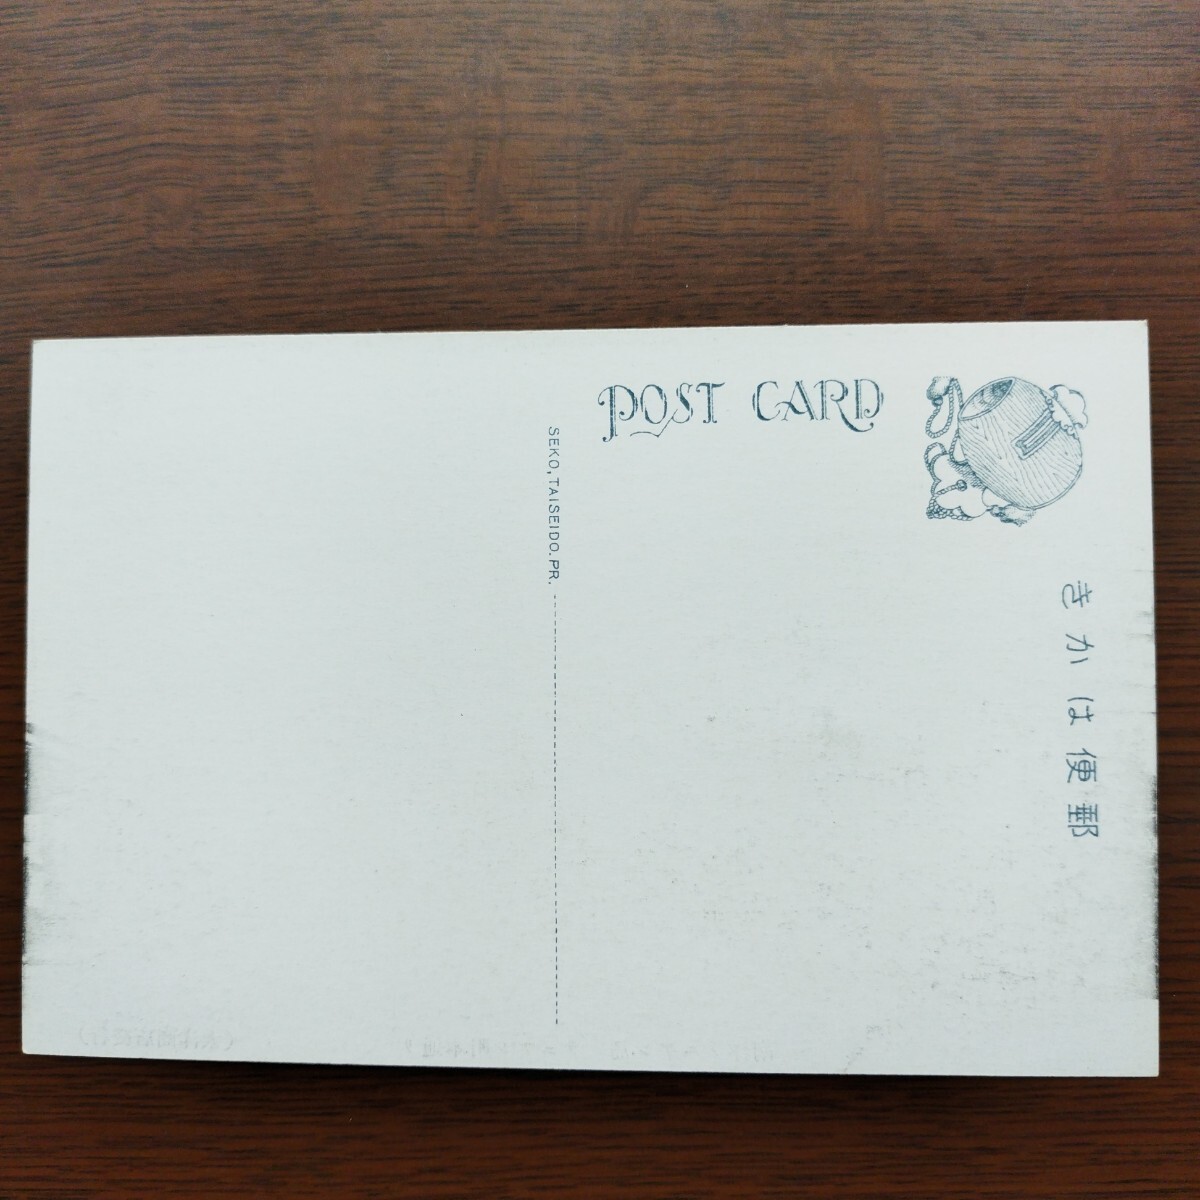 POST CARD
SEKO, TAISEIDO. PR.
きかは便郵